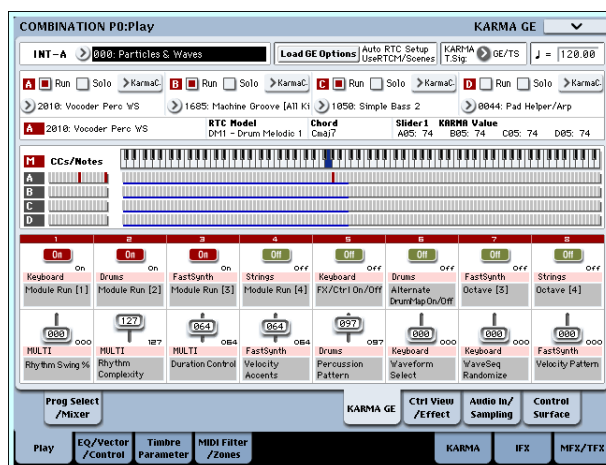 COMBINATION P0:Play KARMA GE
INT-A 000: Particles & Waves Load GE Options Auto RTC Setup UseRTCM/Scenes KARMA T.Sig: GE/TS ♩ = 120.00
A Run Solo KarmaC. B Run Solo KarmaC. C Run Solo KarmaC. D Run Solo KarmaC.
2010: Vocoder Perc WS 1685: Machine Groove [All Ki 1050: Simple Bass 2 0044: Pad Helper/Arp
RTC Model Chord Slider1 KARMA Value
A 2010: Vocoder Perc WS DM1 - Drum Melodic 1 Cmaj7 A05: 74 B05: 74 C05: 74 D05: 74
M CCs/Notes
A
B
C
D
1 2 3 4 5 6 7 8
On On On Off Off Off Off Off
On On On Off Off Off Off Off
Keyboard Drums FastSynth Strings Keyboard Drums FastSynth Strings
Module Run [1] Module Run [2] Module Run [3] Module Run [4] FX/Ctrl On/Off Alternate DrumMap On/Off Octave [3] Octave [4]
000 127 064 064 097 000 000 000
000 127 064 064 097 000 000 000
MULTI MULTI MULTI FastSynth Drums Keyboard Keyboard FastSynth
Rhythm Swing % Rhythm Complexity Duration Control Velocity Accents Percussion Pattern Waveform Select WaveSeq Randomize Velocity Pattern
Prog Select /Mixer KARMA GE Ctrl View /Effect Audio In/ Sampling Control Surface
Play EQ/Vector /Control Timbre Parameter MIDI Filter /Zones KARMA IFX MFX/TFX